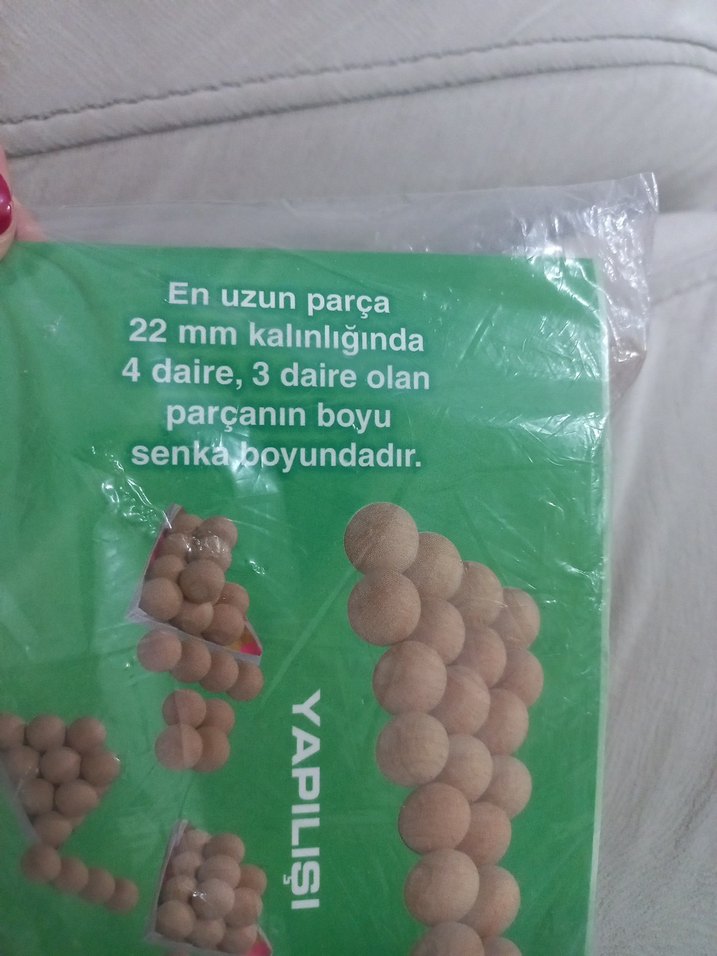 En uzun parça
22 mm kalınlığında
4 daire, 3 daire olan
parçanın boyu
senka boyundadır.
YAPILIŞI